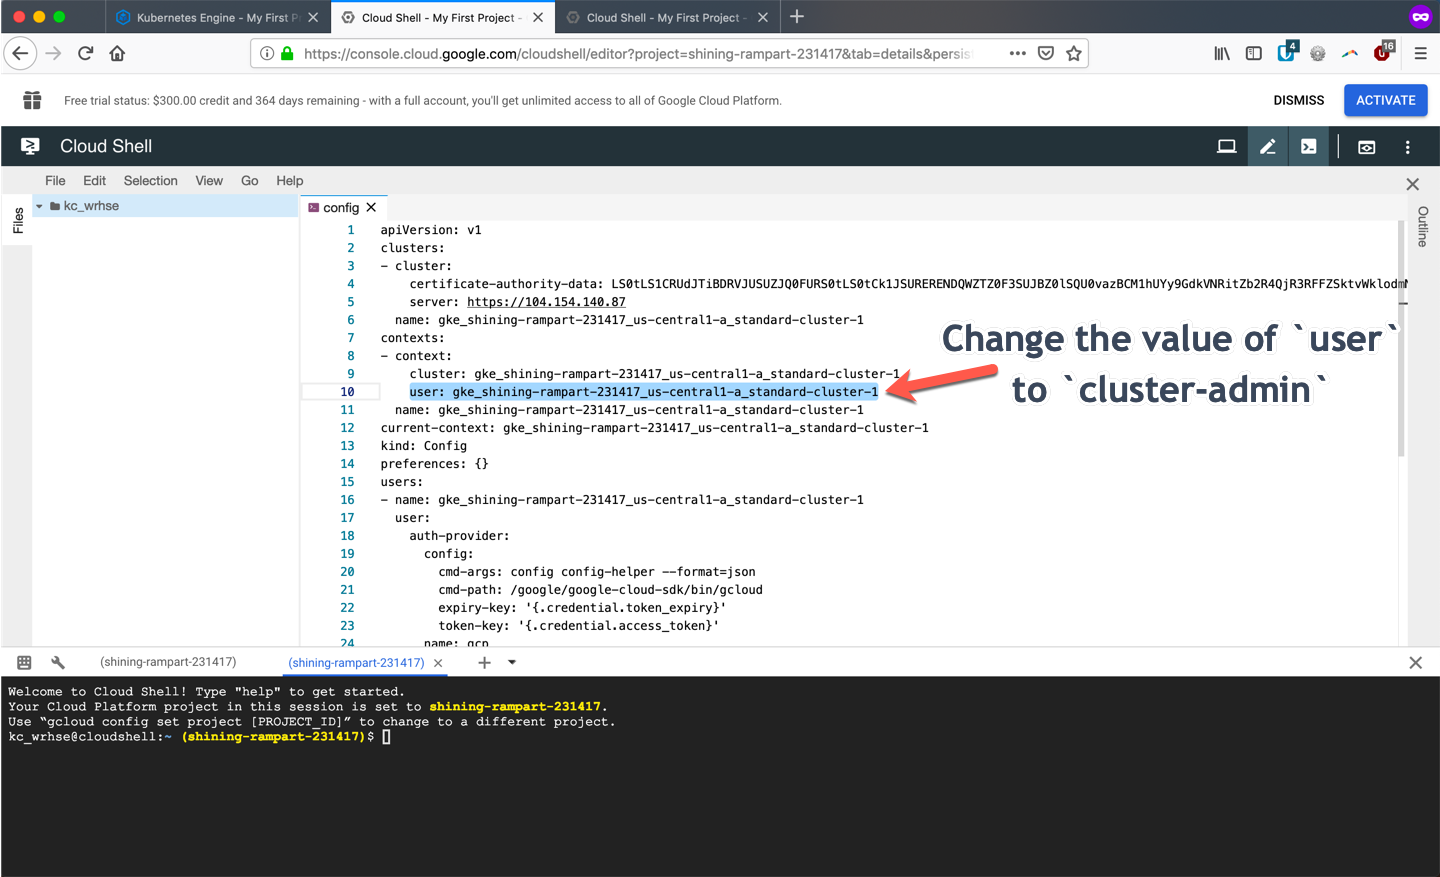 Kubernetes Engine - My First P
Cloud Shell - My First Project -
Cloud Shell - My First Project -
https://console.cloud.google.com/cloudshell/editor?project=shining-rampart-231417&tab=details&persis
4
16
Free trial status: $300.00 credit and 364 days remaining - with a full account, you'll get unlimited access to all of Google Cloud Platform.
DISMISS
ACTIVATE
Cloud Shell
File Edit Selection View Go Help
Files
kc_wrhse
config
Outline
1 apiVersion: v1
2 clusters:
3 - cluster:
4 certificate-authority-data: LS0tLS1CRUdJTiBDRVJUSUZJQ0FURS0tLS0tCk1JSURERENDQWZTZ0F3SUJBZ0lSQU0vazBCM1hUYy9GdkVNRitZb2R4QjR3RFFZSktvWklodm
5 server: https://104.154.140.87
6 name: gke_shining-rampart-231417_us-central1-a_standard-cluster-1
7 contexts:
8 - context:
9 cluster: gke_shining-rampart-231417_us-central1-a_standard-cluster-1
10 user: gke_shining-rampart-231417_us-central1-a_standard-cluster-1
11 name: gke_shining-rampart-231417_us-central1-a_standard-cluster-1
12 current-context: gke_shining-rampart-231417_us-central1-a_standard-cluster-1
13 kind: Config
14 preferences: {}
15 users:
16 - name: gke_shining-rampart-231417_us-central1-a_standard-cluster-1
17 user:
18 auth-provider:
19 config:
20 cmd-args: config config-helper --format=json
21 cmd-path: /google/google-cloud-sdk/bin/gcloud
22 expiry-key: '{.credential.token_expiry}'
23 token-key: '{.credential.access_token}'
24 name: gcp
Change the value of `user`
to `cluster-admin`
(shining-rampart-231417)
(shining-rampart-231417)
Welcome to Cloud Shell! Type "help" to get started.
Your Cloud Platform project in this session is set to shining-rampart-231417.
Use “gcloud config set project [PROJECT_ID]” to change to a different project.
kc_wrhse@cloudshell:~ (shining-rampart-231417)$